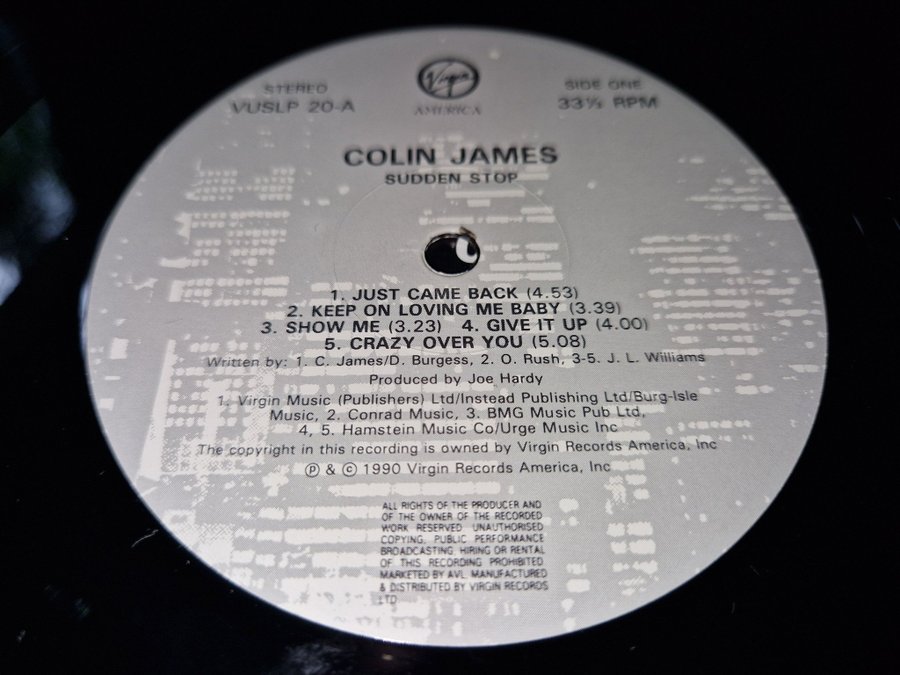 Virgin
AMERICA
STEREO
VUSLP 20-A
SIDE ONE
33⅓ RPM
COLIN JAMES
SUDDEN STOP
1. JUST CAME BACK (4.53)
2. KEEP ON LOVING ME BABY (3.39)
3. SHOW ME (3.23) 4. GIVE IT UP (4.00)
5. CRAZY OVER YOU (5.08)
Written by: 1. C. James/D. Burgess, 2. O. Rush, 3-5. J. L. Williams
Produced by Joe Hardy
1. Virgin Music (Publishers) Ltd/Instead Publishing Ltd/Burg-Isle
Music, 2. Conrad Music, 3. BMG Music Pub Ltd,
4, 5. Hamstein Music Co/Urge Music Inc
The copyright in this recording is owned by Virgin Records America, Inc
℗ & © 1990 Virgin Records America, Inc
ALL RIGHTS OF THE PRODUCER AND
OF THE OWNER OF THE RECORDED
WORK RESERVED UNAUTHORISED
COPYING, PUBLIC PERFORMANCE
BROADCASTING, HIRING OR RENTAL
OF THIS RECORDING PROHIBITED
MARKETED BY AVL MANUFACTURED
& DISTRIBUTED BY VIRGIN RECORDS
LTD